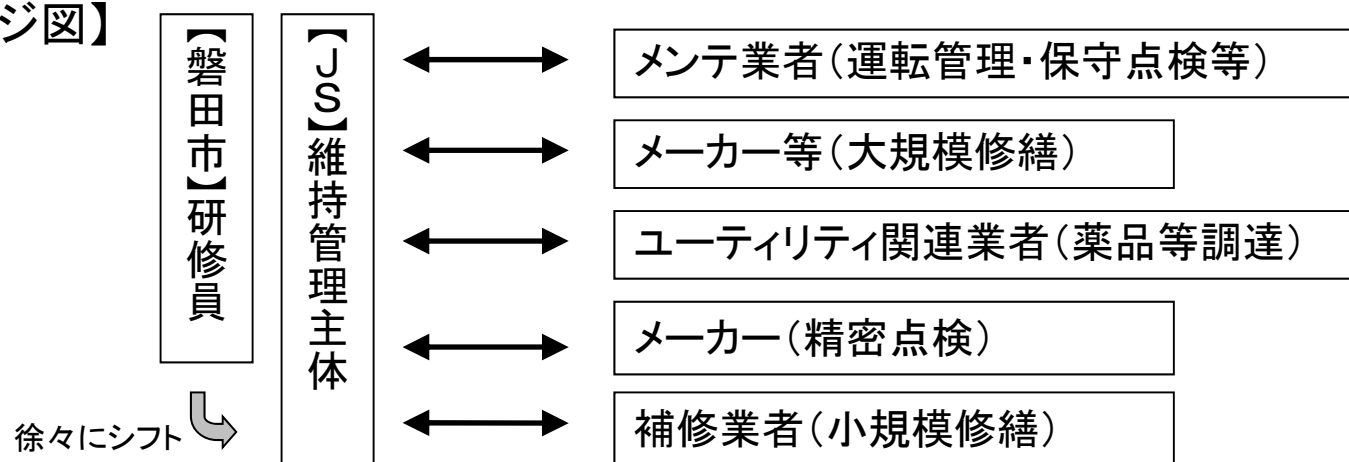 ジ図】
【磐田市】研修員
【JS】維持管理主体
メンテ業者（運転管理・保守点検等）
メーカー等（大規模修繕）
ユーティリティ関連業者（薬品等調達）
メーカー（精密点検）
補修業者（小規模修繕）
徐々にシフト